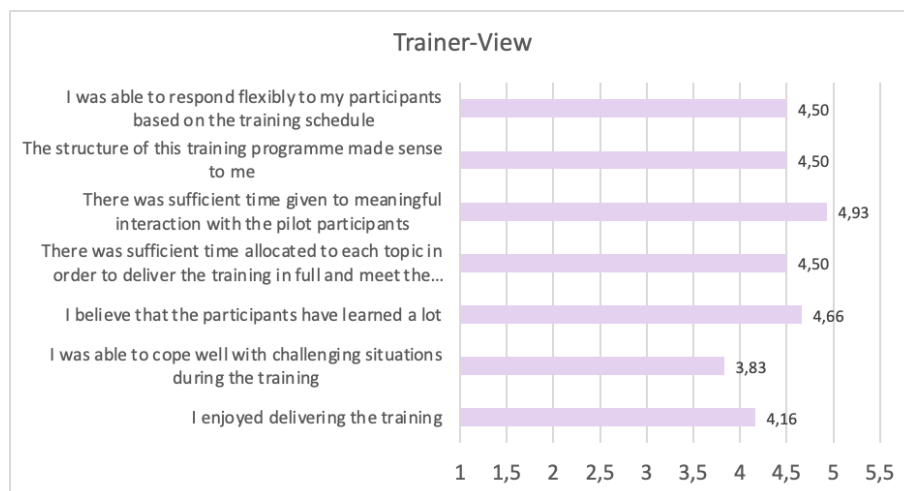 Trainer-View
I was able to respond flexibly to my participants
based on the training schedule
4,50
The structure of this training programme made sense
to me
4,50
There was sufficient time given to meaningful
interaction with the pilot participants
4,93
There was sufficient time allocated to each topic in
order to deliver the training in full and meet the...
4,50
I believe that the participants have learned a lot
4,66
I was able to cope well with challenging situations
during the training
3,83
I enjoyed delivering the training
4,16
1 1,5 2 2,5 3 3,5 4 4,5 5 5,5